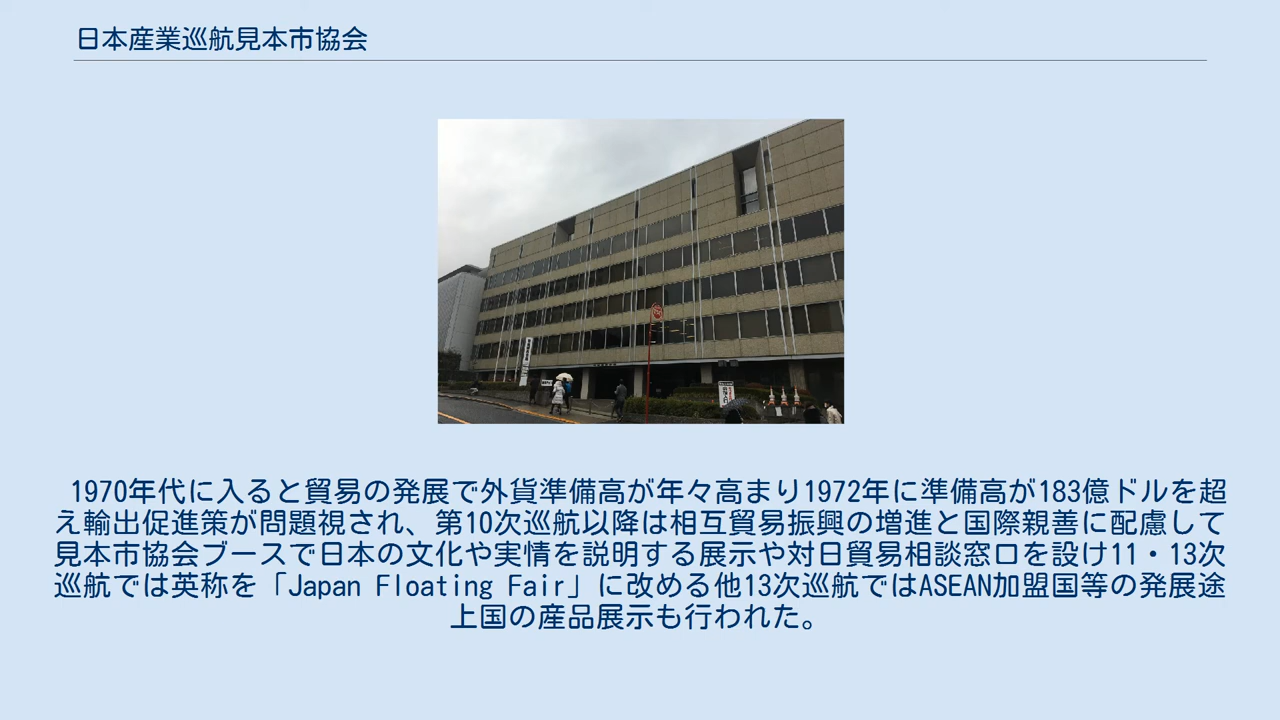 日本産業巡航見本市協会
1970年代に入ると貿易の発展で外貨準備高が年々高まり1972年に準備高が183億ドルを超
え輸出促進策が問題視され、第10次巡航以降は相互貿易振興の増進と国際親善に配慮して
見本市協会ブースで日本の文化や実情を説明する展示や対日貿易相談窓口を設け11・13次
巡航では英称を「Japan Floating Fair」に改める他13次巡航ではASEAN加盟国等の発展途
上国の産品展示も行われた。